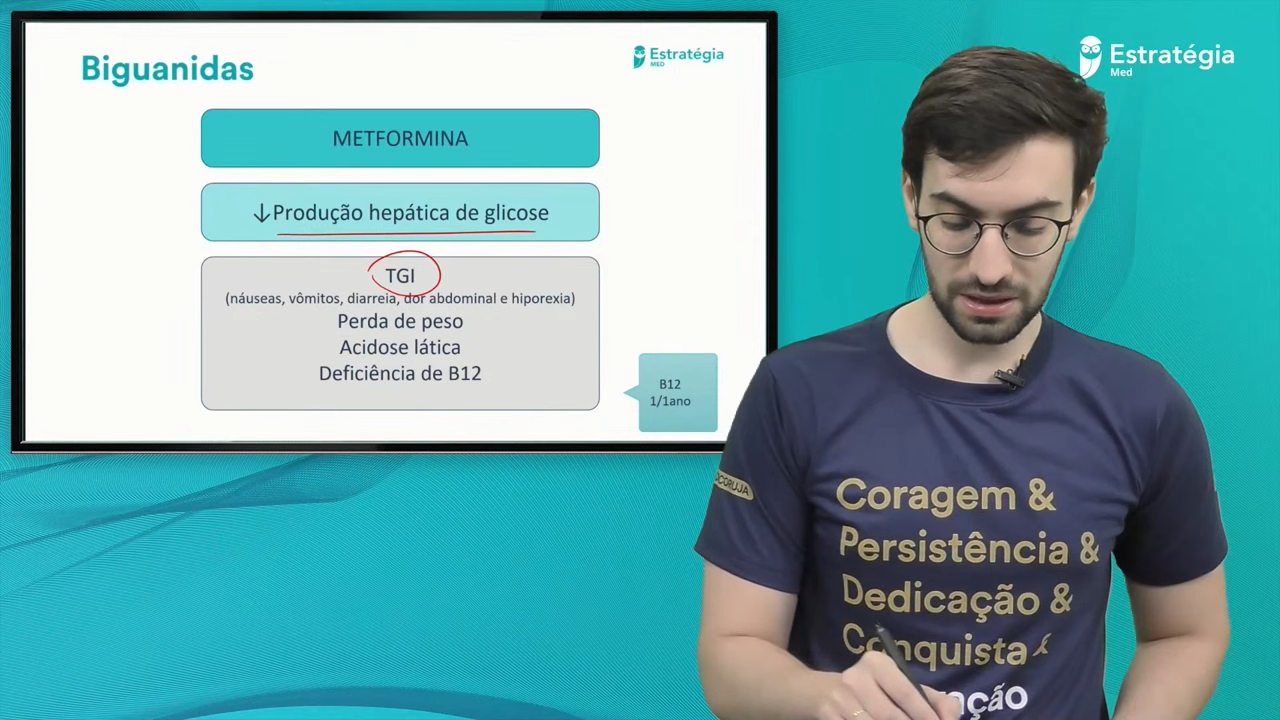 Biguanidas
Estratégia
MED
METFORMINA
↓Produção hepática de glicose
TGI
(náuseas, vômitos, diarreia, dor abdominal e hiporexia)
Perda de peso
Acidose lática
Deficiência de B12
B12
1/1ano
Estratégia
Med
Coragem &
Persistência &
Dedicação &
Conquista &